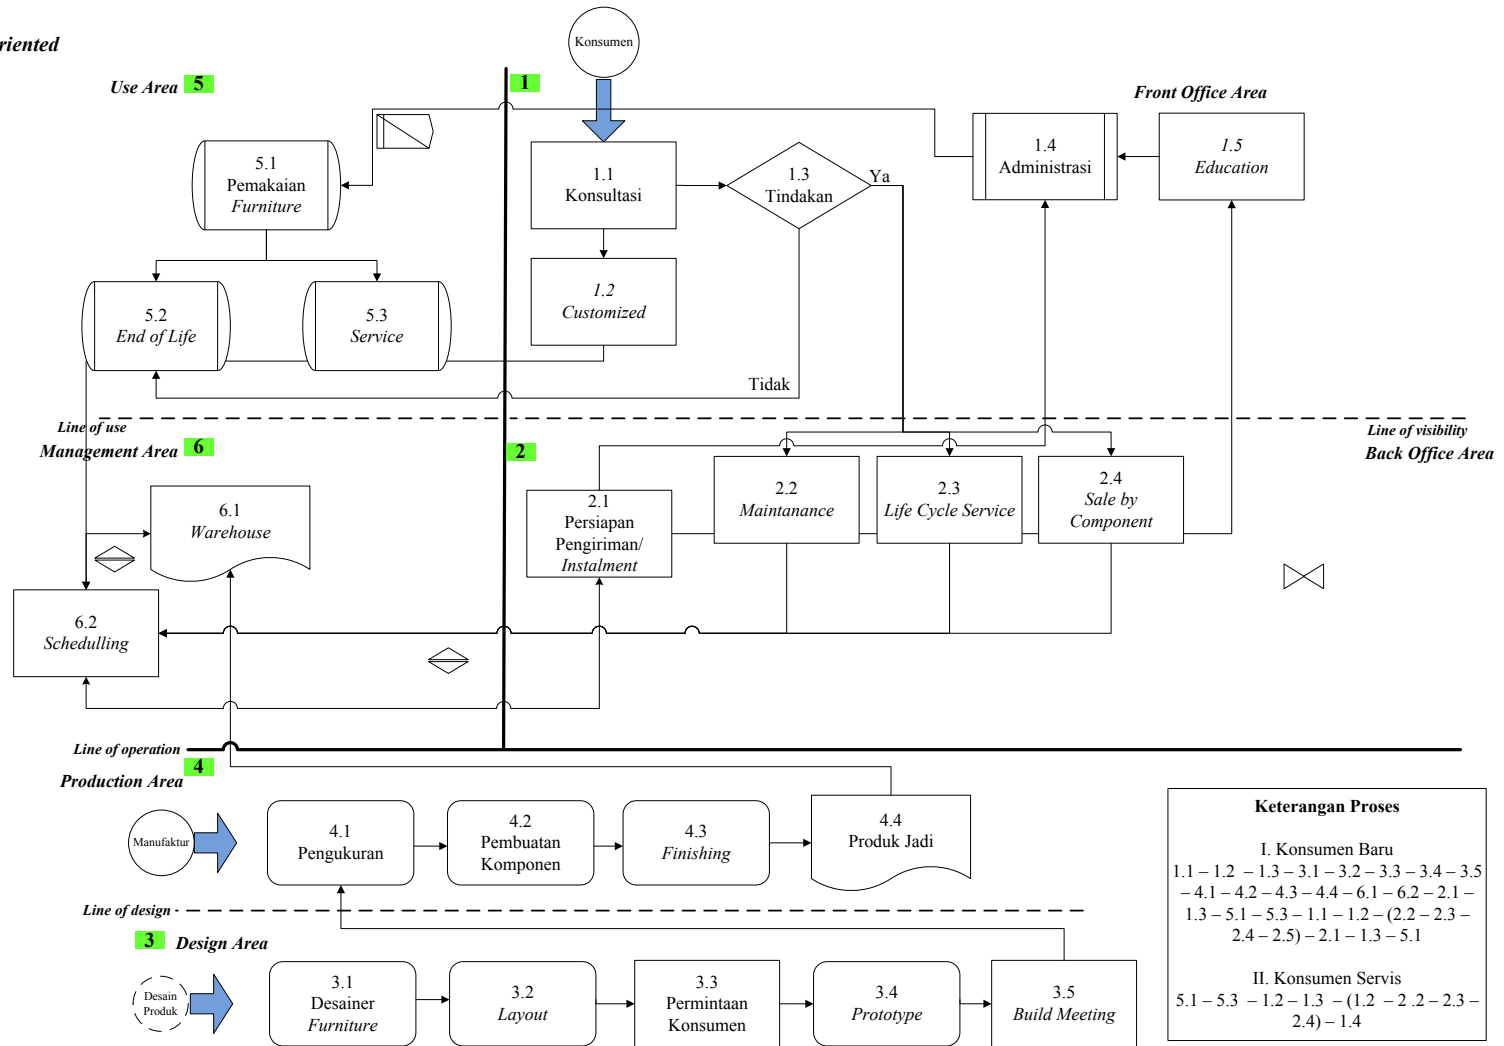 riented
Konsumen
Use Area 5
1
Front Office Area
5.1
Pemakaian
Furniture
1.1
Konsultasi
1.3
Tindakan
Ya
1.4
Administrasi
1.5
Education
5.2
End of Life
5.3
Service
1.2
Customized
Tidak
Line of use
Line of visibility
Management Area 6
2
Back Office Area
6.1
Warehouse
2.1
Persiapan
Pengiriman/
Instalment
2.2
Maintanance
2.3
Life Cycle Service
2.4
Sale by
Component
6.2
Schedulling
Line of operation
4
Production Area
Manufaktur
4.1
Pengukuran
4.2
Pembuatan
Komponen
4.3
Finishing
4.4
Produk Jadi
Line of design
3 Design Area
Desain
Produk
3.1
Desainer
Furniture
3.2
Layout
3.3
Permintaan
Konsumen
3.4
Prototype
3.5
Build Meeting
Keterangan Proses
I. Konsumen Baru
1.1 – 1.2 – 1.3 – 3.1 – 3.2 – 3.3 – 3.4 – 3.5
– 4.1 – 4.2 – 4.3 – 4.4 – 6.1 – 6.2 – 2.1 –
1.3 – 5.1 – 5.3 – 1.1 – 1.2 – (2.2 – 2.3 –
2.4 – 2.5) – 2.1 – 1.3 – 5.1
II. Konsumen Servis
5.1 – 5.3 – 1.2 – 1.3 – (1.2 – 2 .2 – 2.3 –
2.4) – 1.4